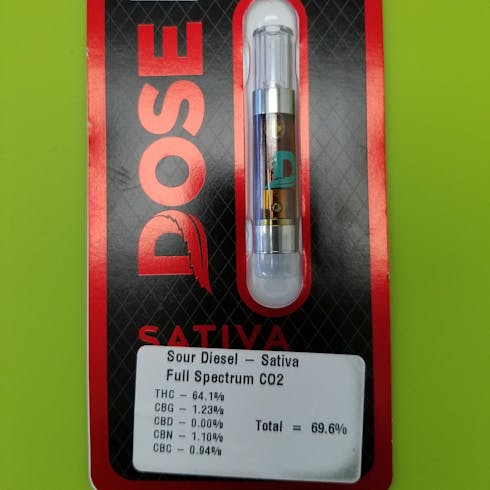 DOSE
D
SATIVA
Sour Diesel – Sativa
Full Spectrum CO2
THC – 64.1%
CBG – 1.23%
CBD – 0.00%
CBN – 1.10%
CBC – 0.94%
Total = 69.6%